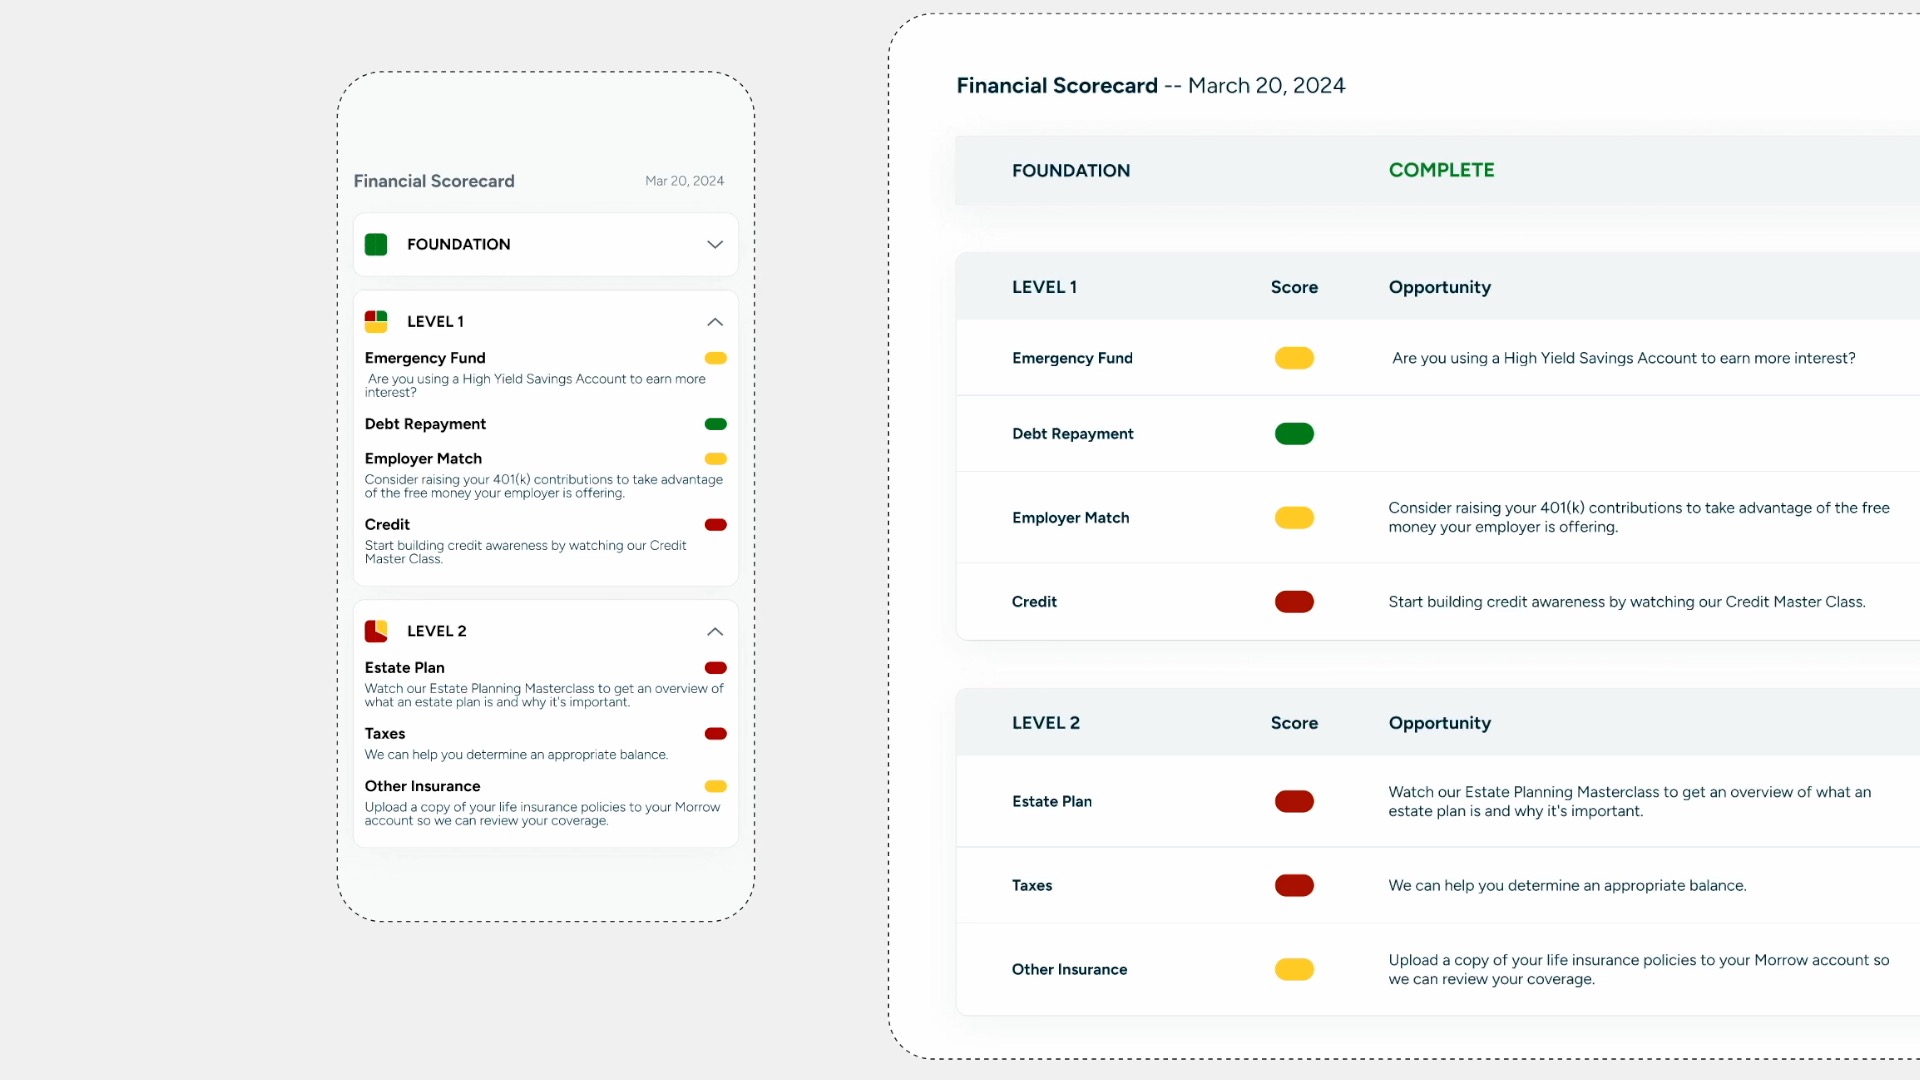 Financial Scorecard
Mar 20, 2024
FOUNDATION
LEVEL 1
Emergency Fund
Are you using a High Yield Savings Account to earn more
interest?
Debt Repayment
Employer Match
Consider raising your 401(k) contributions to take advantage
of the free money your employer is offering.
Credit
Start building credit awareness by watching our Credit
Master Class.
LEVEL 2
Estate Plan
Watch our Estate Planning Masterclass to get an overview of
what an estate plan is and why it's important.
Taxes
We can help you determine an appropriate balance.
Other Insurance
Upload a copy of your life insurance policies to your Morrow
account so we can review your coverage.
Financial Scorecard -- March 20, 2024
FOUNDATION COMPLETE
LEVEL 1 Score Opportunity
Emergency Fund Are you using a High Yield Savings Account to earn more interest?
Debt Repayment
Employer Match Consider raising your 401(k) contributions to take advantage of the free
money your employer is offering.
Credit Start building credit awareness by watching our Credit Master Class.
LEVEL 2 Score Opportunity
Estate Plan Watch our Estate Planning Masterclass to get an overview of what an
estate plan is and why it's important.
Taxes We can help you determine an appropriate balance.
Other Insurance Upload a copy of your life insurance policies to your Morrow account so
we can review your coverage.